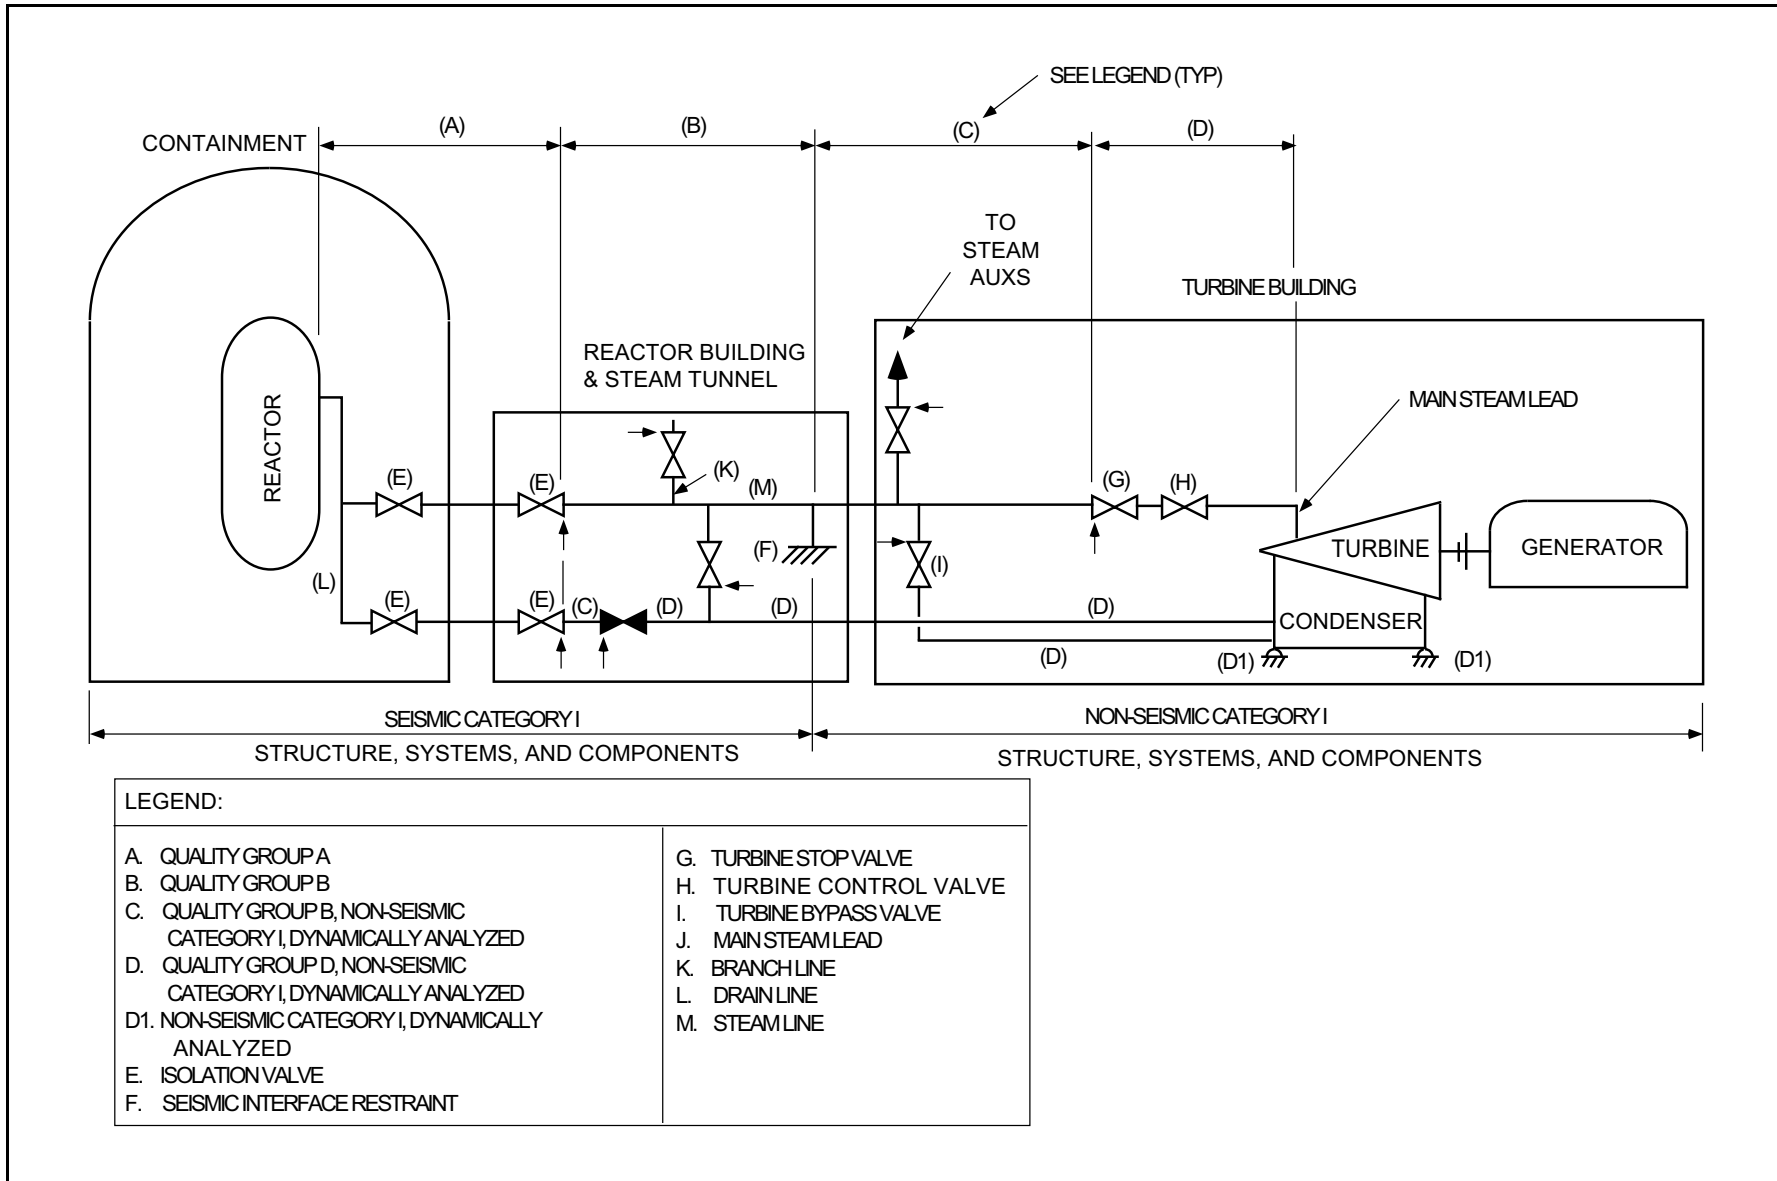 SEE LEGEND (TYP)
(A)
(B)
(C)
(D)
CONTAINMENT
TO
STEAM
AUXS
TURBINE BUILDING
REACTOR BUILDING
& STEAM TUNNEL
MAIN STEAM LEAD
REACTOR
(E)
(E)
(K)
(M)
(G)
(H)
(F)
(I)
TURBINE
GENERATOR
(L)
(E)
(E)
(C)
(D)
(D)
(D)
CONDENSER
(D)
(D1)
(D1)
SEISMIC CATEGORY I
STRUCTURE, SYSTEMS, AND COMPONENTS
NON-SEISMIC CATEGORY I
STRUCTURE, SYSTEMS, AND COMPONENTS
LEGEND:
A. QUALITY GROUP A
B. QUALITY GROUP B
C. QUALITY GROUP B, NON-SEISMIC
CATEGORY I, DYNAMICALLY ANALYZED
D. QUALITY GROUP D, NON-SEISMIC
CATEGORY I, DYNAMICALLY ANALYZED
D1. NON-SEISMIC CATEGORY I, DYNAMICALLY
ANALYZED
E. ISOLATION VALVE
F. SEISMIC INTERFACE RESTRAINT
G. TURBINE STOP VALVE
H. TURBINE CONTROL VALVE
I. TURBINE BYPASS VALVE
J. MAIN STEAM LEAD
K. BRANCH LINE
L. DRAIN LINE
M. STEAM LINE